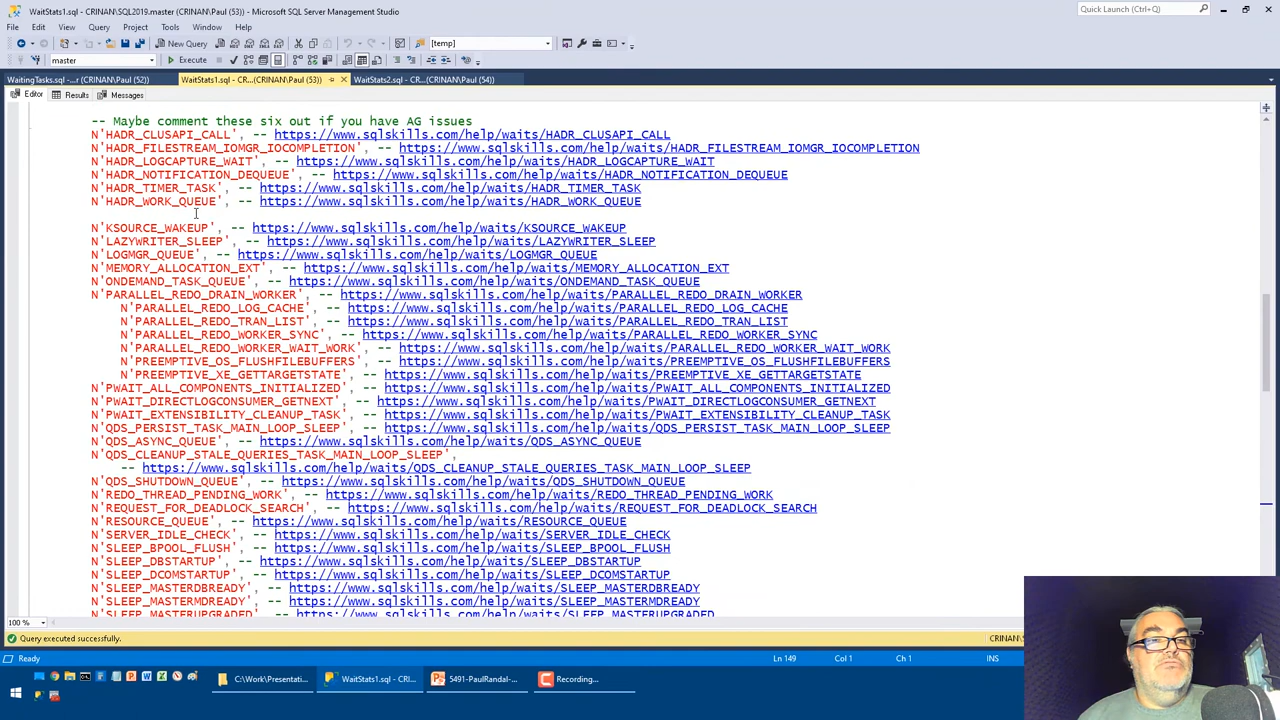 WaitStats1.sql - CRINAN\SQL2019.master (CRINAN\Paul (53)) - Microsoft SQL Server Management Studio
Quick Launch (Ctrl+Q)
File Edit View Query Project Tools Window Help
New Query [temp]
master Execute
WaitingTasks.sql -...r (CRINAN\Paul (52)) WaitStats1.sql - CR...(CRINAN\Paul (53)) WaitStats2.sql - CR...(CRINAN\Paul (54))
Editor Results Messages
-- Maybe comment these six out if you have AG issues
N'HADR_CLUSAPI_CALL', -- https://www.sqlskills.com/help/waits/HADR_CLUSAPI_CALL
N'HADR_FILESTREAM_IOMGR_IOCOMPLETION', -- https://www.sqlskills.com/help/waits/HADR_FILESTREAM_IOMGR_IOCOMPLETION
N'HADR_LOGCAPTURE_WAIT', -- https://www.sqlskills.com/help/waits/HADR_LOGCAPTURE_WAIT
N'HADR_NOTIFICATION_DEQUEUE', -- https://www.sqlskills.com/help/waits/HADR_NOTIFICATION_DEQUEUE
N'HADR_TIMER_TASK', -- https://www.sqlskills.com/help/waits/HADR_TIMER_TASK
N'HADR_WORK_QUEUE', -- https://www.sqlskills.com/help/waits/HADR_WORK_QUEUE
N'KSOURCE_WAKEUP', -- https://www.sqlskills.com/help/waits/KSOURCE_WAKEUP
N'LAZYWRITER_SLEEP', -- https://www.sqlskills.com/help/waits/LAZYWRITER_SLEEP
N'LOGMGR_QUEUE', -- https://www.sqlskills.com/help/waits/LOGMGR_QUEUE
N'MEMORY_ALLOCATION_EXT', -- https://www.sqlskills.com/help/waits/MEMORY_ALLOCATION_EXT
N'ONDEMAND_TASK_QUEUE', -- https://www.sqlskills.com/help/waits/ONDEMAND_TASK_QUEUE
N'PARALLEL_REDO_DRAIN_WORKER', -- https://www.sqlskills.com/help/waits/PARALLEL_REDO_DRAIN_WORKER
N'PARALLEL_REDO_LOG_CACHE', -- https://www.sqlskills.com/help/waits/PARALLEL_REDO_LOG_CACHE
N'PARALLEL_REDO_TRAN_LIST', -- https://www.sqlskills.com/help/waits/PARALLEL_REDO_TRAN_LIST
N'PARALLEL_REDO_WORKER_SYNC', -- https://www.sqlskills.com/help/waits/PARALLEL_REDO_WORKER_SYNC
N'PARALLEL_REDO_WORKER_WAIT_WORK', -- https://www.sqlskills.com/help/waits/PARALLEL_REDO_WORKER_WAIT_WORK
N'PREEMPTIVE_OS_FLUSHFILEBUFFERS', -- https://www.sqlskills.com/help/waits/PREEMPTIVE_OS_FLUSHFILEBUFFERS
N'PREEMPTIVE_XE_GETTARGETSTATE', -- https://www.sqlskills.com/help/waits/PREEMPTIVE_XE_GETTARGETSTATE
N'PWAIT_ALL_COMPONENTS_INITIALIZED', -- https://www.sqlskills.com/help/waits/PWAIT_ALL_COMPONENTS_INITIALIZED
N'PWAIT_DIRECTLOGCONSUMER_GETNEXT', -- https://www.sqlskills.com/help/waits/PWAIT_DIRECTLOGCONSUMER_GETNEXT
N'PWAIT_EXTENSIBILITY_CLEANUP_TASK', -- https://www.sqlskills.com/help/waits/PWAIT_EXTENSIBILITY_CLEANUP_TASK
N'QDS_PERSIST_TASK_MAIN_LOOP_SLEEP', -- https://www.sqlskills.com/help/waits/QDS_PERSIST_TASK_MAIN_LOOP_SLEEP
N'QDS_ASYNC_QUEUE', -- https://www.sqlskills.com/help/waits/QDS_ASYNC_QUEUE
N'QDS_CLEANUP_STALE_QUERIES_TASK_MAIN_LOOP_SLEEP',
-- https://www.sqlskills.com/help/waits/QDS_CLEANUP_STALE_QUERIES_TASK_MAIN_LOOP_SLEEP
N'QDS_SHUTDOWN_QUEUE', -- https://www.sqlskills.com/help/waits/QDS_SHUTDOWN_QUEUE
N'REDO_THREAD_PENDING_WORK', -- https://www.sqlskills.com/help/waits/REDO_THREAD_PENDING_WORK
N'REQUEST_FOR_DEADLOCK_SEARCH', -- https://www.sqlskills.com/help/waits/REQUEST_FOR_DEADLOCK_SEARCH
N'RESOURCE_QUEUE', -- https://www.sqlskills.com/help/waits/RESOURCE_QUEUE
N'SERVER_IDLE_CHECK', -- https://www.sqlskills.com/help/waits/SERVER_IDLE_CHECK
N'SLEEP_BPOOL_FLUSH', -- https://www.sqlskills.com/help/waits/SLEEP_BPOOL_FLUSH
N'SLEEP_DBSTARTUP', -- https://www.sqlskills.com/help/waits/SLEEP_DBSTARTUP
N'SLEEP_DCOMSTARTUP', -- https://www.sqlskills.com/help/waits/SLEEP_DCOMSTARTUP
N'SLEEP_MASTERDBREADY', -- https://www.sqlskills.com/help/waits/SLEEP_MASTERDBREADY
N'SLEEP_MASTERMDREADY', -- https://www.sqlskills.com/help/waits/SLEEP_MASTERMDREADY
N'SLEEP_MASTERUPGRADED', -- https://www.sqlskills.com/help/waits/SLEEP_MASTERUPGRADED
100 %
Query executed successfully. CRINAN\
Ready Ln 149 Col 1 Ch 1 INS
C:\Work\Presentati... WaitStats1.sql - CRI... 5491-PaulRandal-... Recording...